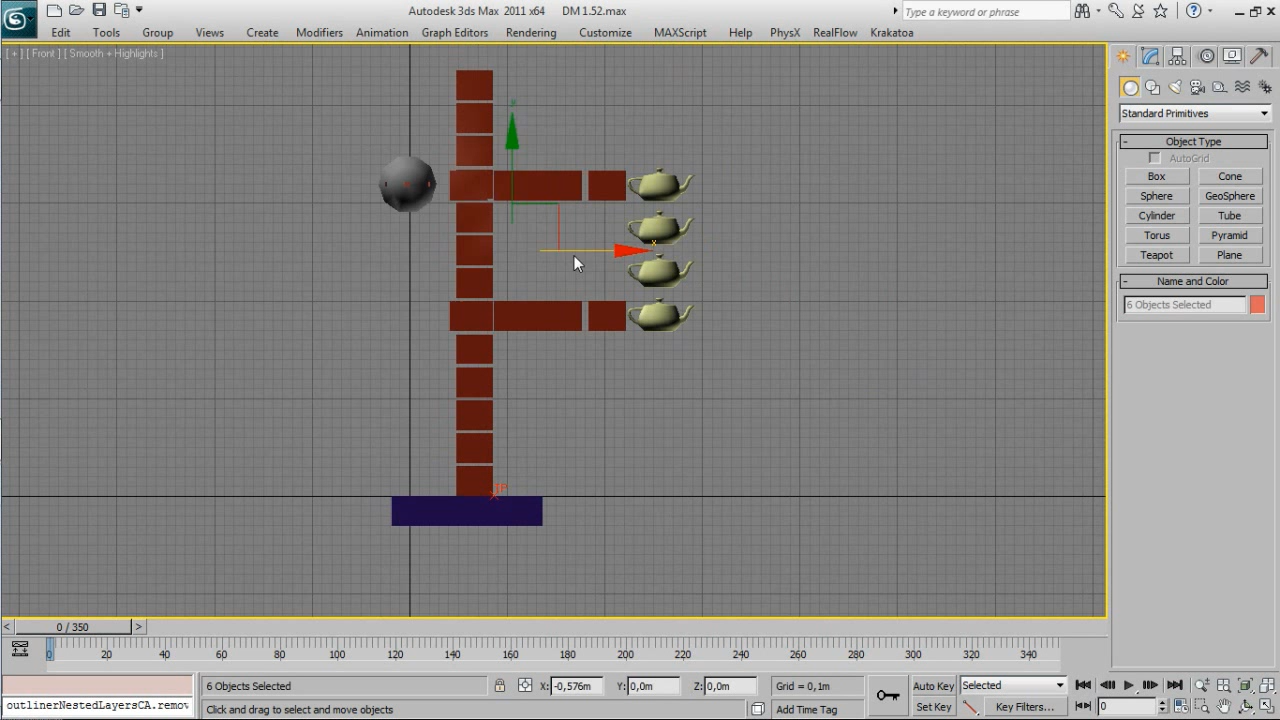 Autodesk 3ds Max 2011 x64 DM 1.52.max
Type a keyword or phrase
Edit Tools Group Views Create Modifiers Animation Graph Editors Rendering Customize MAXScript Help PhysX RealFlow Krakatoa
[ + ] [ Front ] [ Smooth + Highlights ]
Standard Primitives
- Object Type
AutoGrid
Box Cone
Sphere GeoSphere
Cylinder Tube
Torus Pyramid
Teapot Plane
- Name and Color
6 Objects Selected
< 0 / 350 >
0 20 40 60 80 100 120 140 160 180 200 220 240 260 280 300 320 340
6 Objects Selected X: -0,576m Y: 0,0m Z: 0,0m Grid = 0,1m Auto Key Selected
outlinerNestedLayersCA.remov Click and drag to select and move objects Add Time Tag Set Key Key Filters... 0